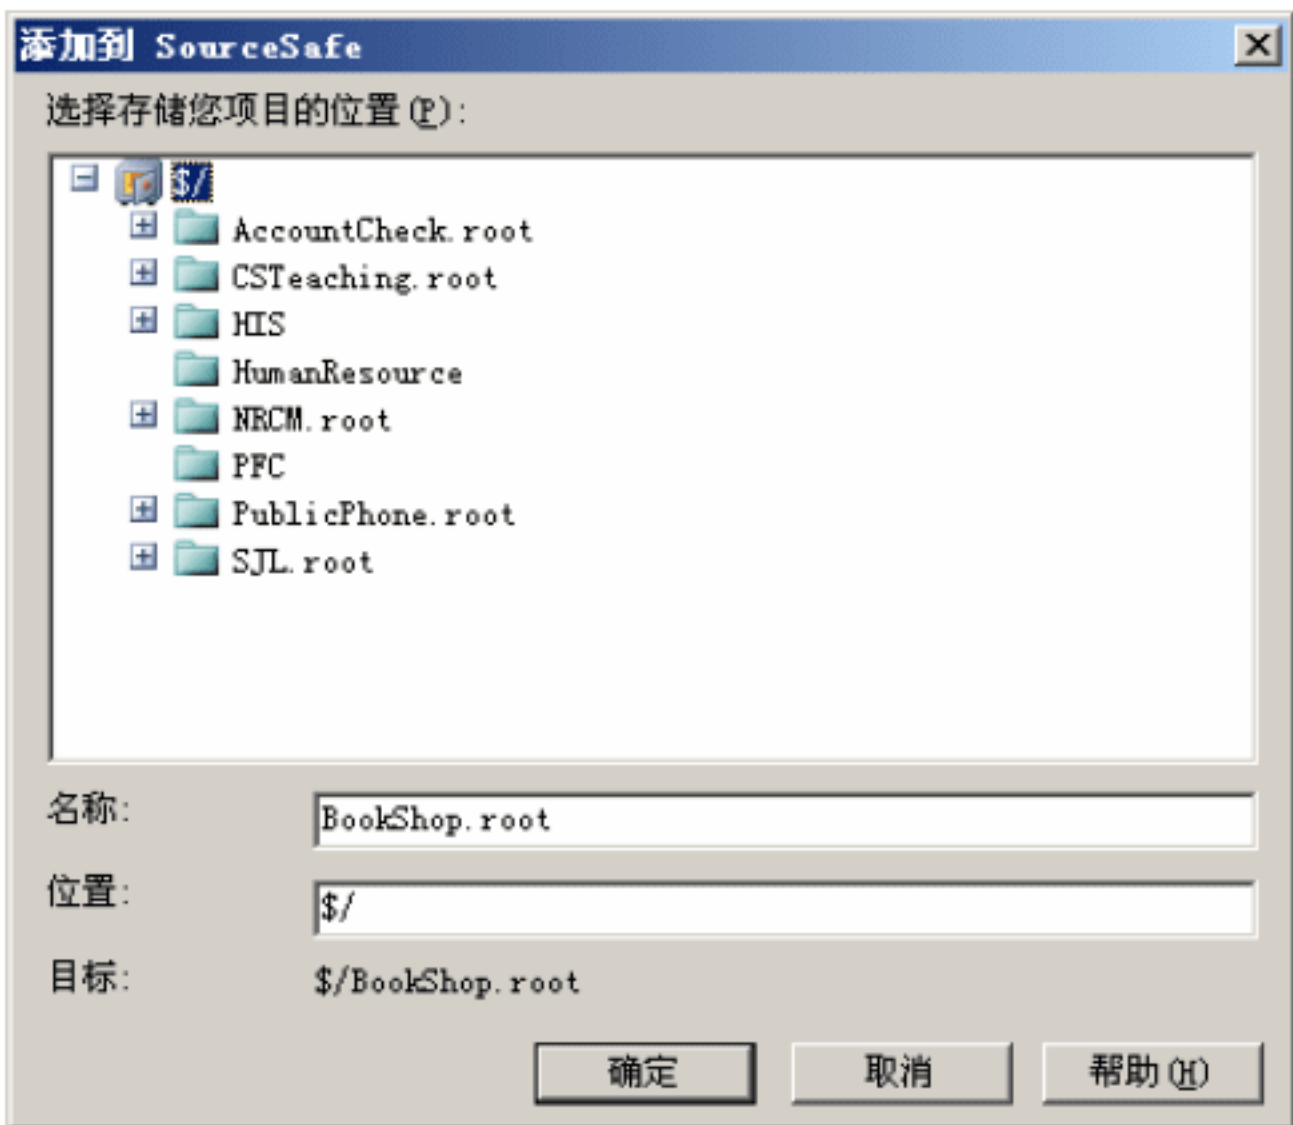 添加到 SourceSafe
选择存储您项目的位置(P):
$/
AccountCheck.root
CSTeaching.root
HIS
HumanResource
NRCM.root
PFC
PublicPhone.root
SJL.root
名称: BookShop.root
位置: $/
目标: $/BookShop.root
确定 取消 帮助(H)